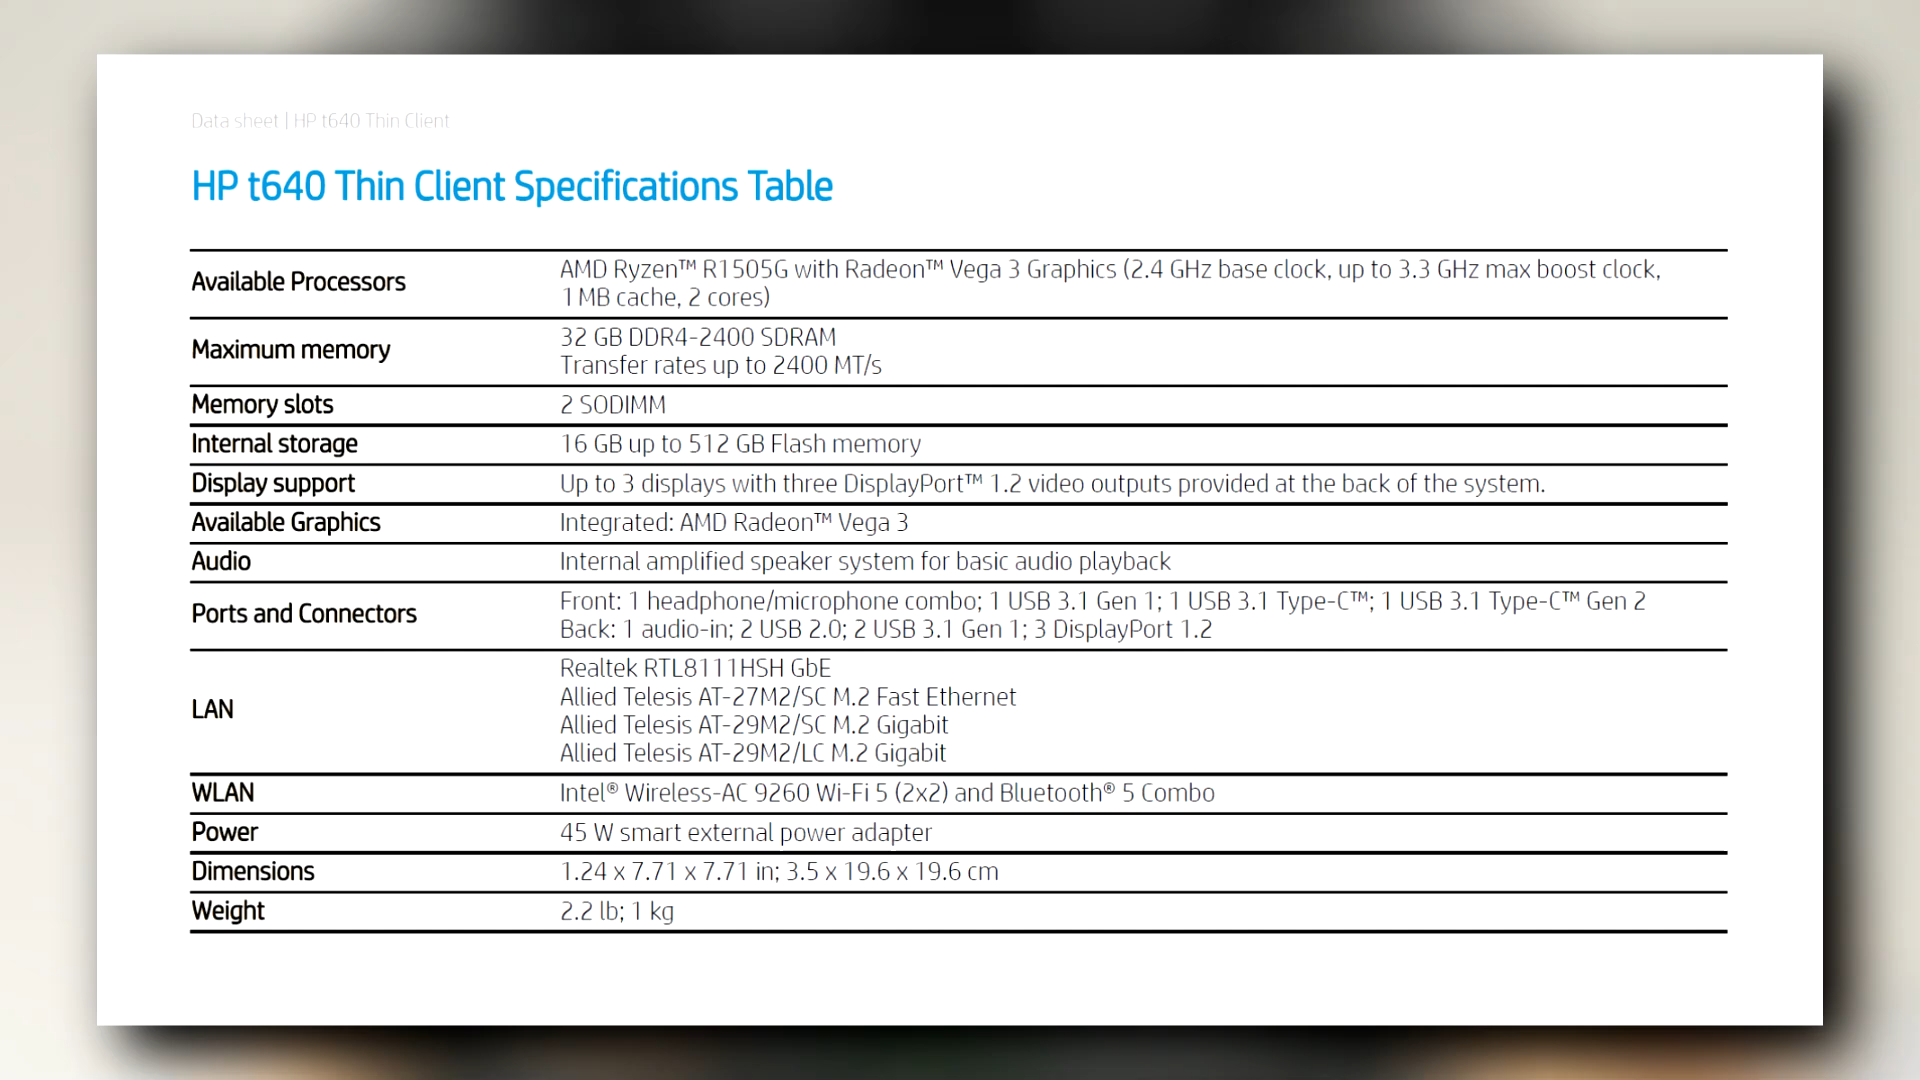 Data sheet | HP t640 Thin Client
HP t640 Thin Client Specifications Table
Available Processors
AMD Ryzen™ R1505G with Radeon™ Vega 3 Graphics (2.4 GHz base clock, up to 3.3 GHz max boost clock,
1 MB cache, 2 cores)
Maximum memory
32 GB DDR4-2400 SDRAM
Transfer rates up to 2400 MT/s
Memory slots
2 SODIMM
Internal storage
16 GB up to 512 GB Flash memory
Display support
Up to 3 displays with three DisplayPort™ 1.2 video outputs provided at the back of the system.
Available Graphics
Integrated: AMD Radeon™ Vega 3
Audio
Internal amplified speaker system for basic audio playback
Ports and Connectors
Front: 1 headphone/microphone combo; 1 USB 3.1 Gen 1; 1 USB 3.1 Type-C™; 1 USB 3.1 Type-C™ Gen 2
Back: 1 audio-in; 2 USB 2.0; 2 USB 3.1 Gen 1; 3 DisplayPort 1.2
LAN
Realtek RTL8111HSH GbE
Allied Telesis AT-27M2/SC M.2 Fast Ethernet
Allied Telesis AT-29M2/SC M.2 Gigabit
Allied Telesis AT-29M2/LC M.2 Gigabit
WLAN
Intel® Wireless-AC 9260 Wi-Fi 5 (2x2) and Bluetooth® 5 Combo
Power
45 W smart external power adapter
Dimensions
1.24 x 7.71 x 7.71 in; 3.5 x 19.6 x 19.6 cm
Weight
2.2 lb; 1 kg